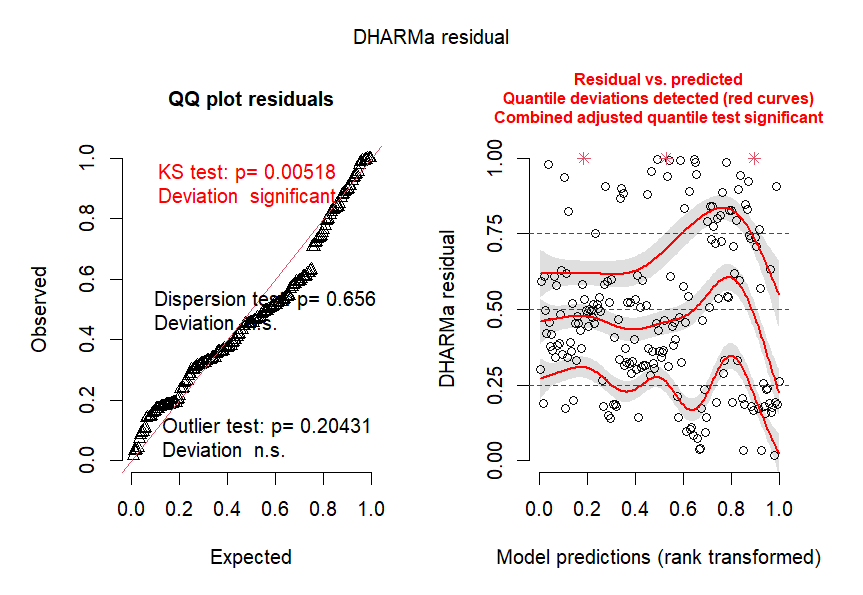 DHARMa residual
QQ plot residuals
KS test: p= 0.00518
Deviation significant
Dispersion test: p= 0.656
Deviation n.s.
Outlier test: p= 0.20431
Deviation n.s.
Observed
0.0 0.2 0.4 0.6 0.8 1.0
0.0 0.2 0.4 0.6 0.8 1.0
Expected
Residual vs. predicted
Quantile deviations detected (red curves)
Combined adjusted quantile test significant
DHARMa residual
0.00 0.25 0.50 0.75 1.00
0.0 0.2 0.4 0.6 0.8 1.0
Model predictions (rank transformed)